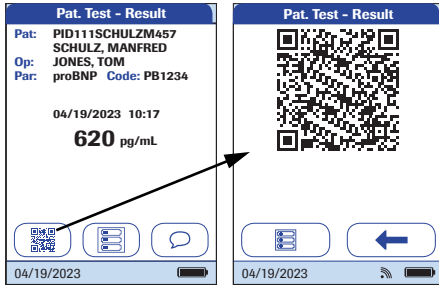 Pat. Test - Result
Pat: PID111SCHULZM457
SCHULZ, MANFRED
Op: JONES, TOM
Par: proBNP Code: PB1234
04/19/2023 10:17
620 pg/mL
04/19/2023
Pat. Test - Result
04/19/2023